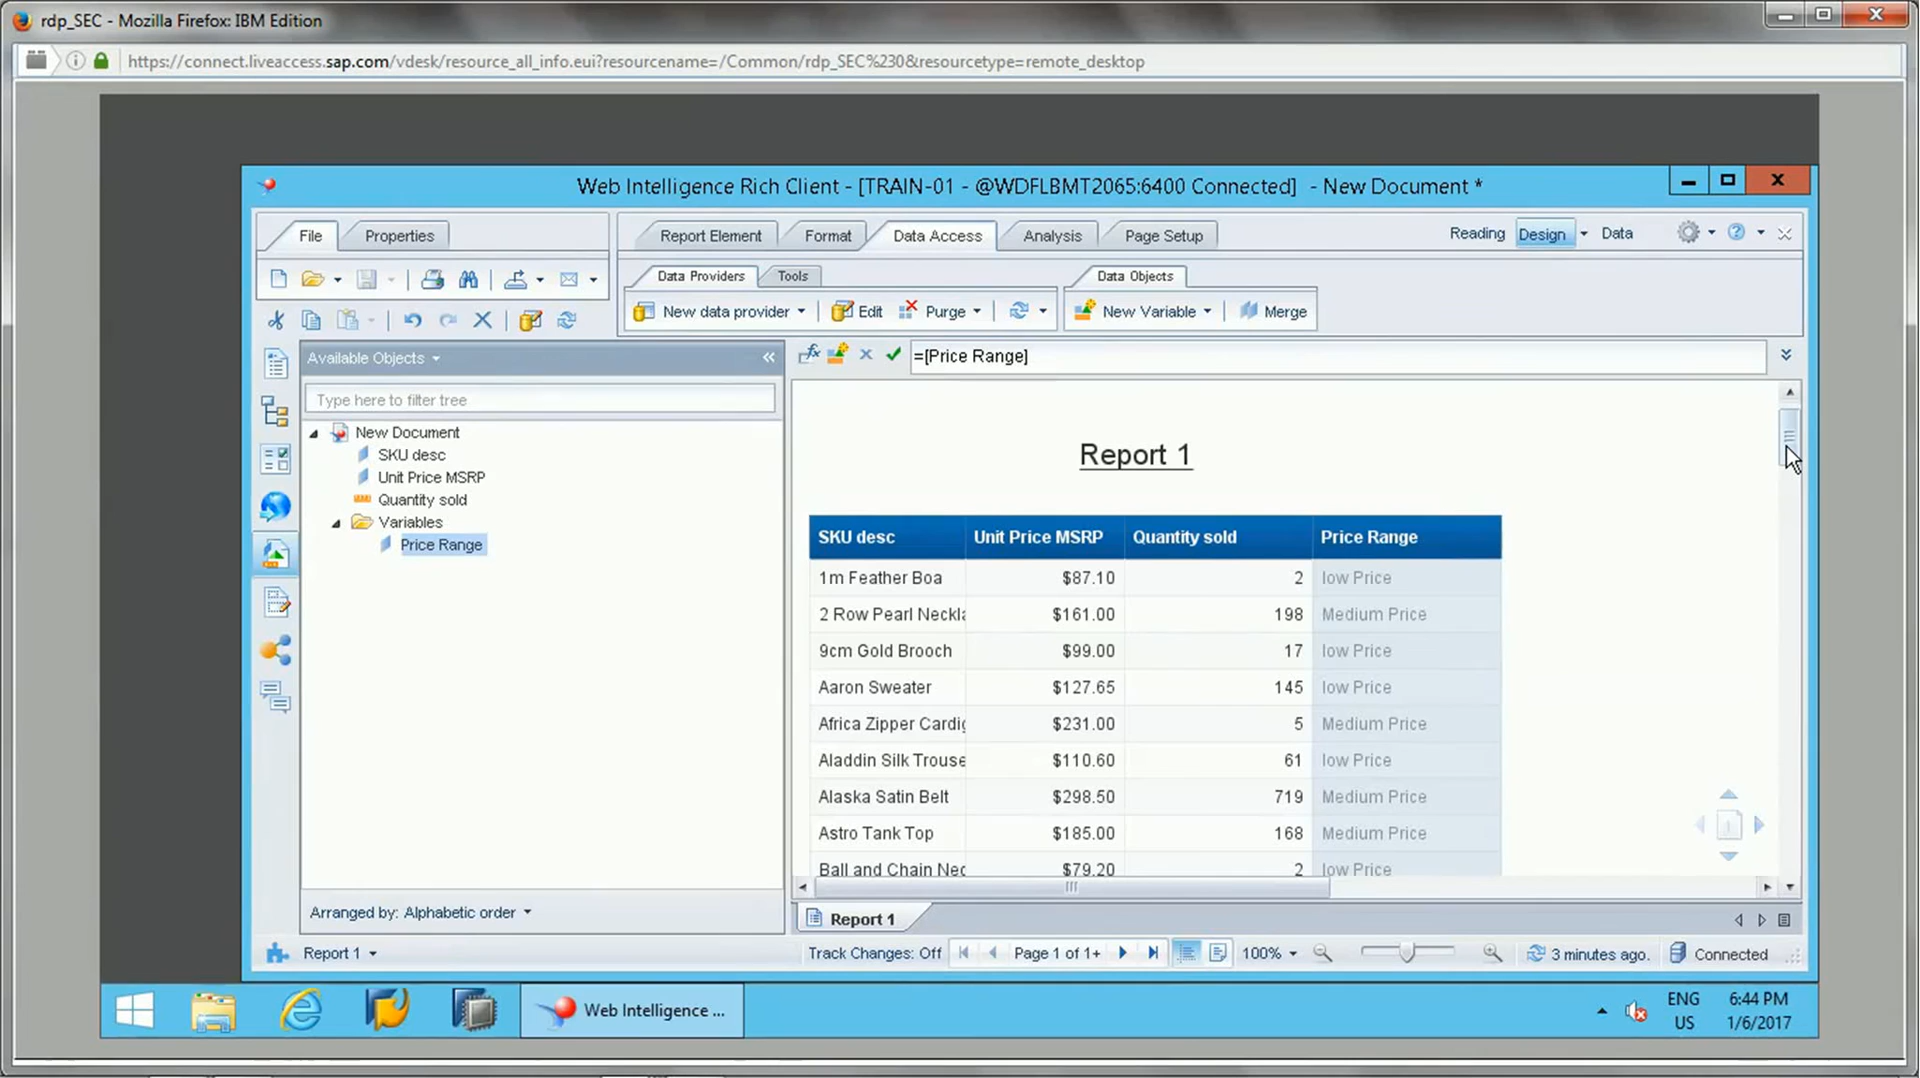 rdp_SEC - Mozilla Firefox: IBM Edition
https://connect.liveaccess.sap.com/vdesk/resource_all_info.eui?resourcename=/Common/rdp_SEC%230&resourcetype=remote_desktop
Web Intelligence Rich Client - [TRAIN-01 - @WDFLBMT2065:6400 Connected] - New Document *
File Properties Report Element Format Data Access Analysis Page Setup Reading Design Data
Data Providers Tools Data Objects
New data provider Edit Purge New Variable Merge
Available Objects
=[Price Range]
Type here to filter tree
New Document
SKU desc
Unit Price MSRP
Quantity sold
Variables
Price Range
Arranged by: Alphabetic order
Report 1
SKU desc Unit Price MSRP Quantity sold Price Range
1m Feather Boa $87.10 2 low Price
2 Row Pearl Neckla $161.00 198 Medium Price
9cm Gold Brooch $99.00 17 low Price
Aaron Sweater $127.65 145 low Price
Africa Zipper Cardig $231.00 5 Medium Price
Aladdin Silk Trouse $110.60 61 low Price
Alaska Satin Belt $298.50 719 Medium Price
Astro Tank Top $185.00 168 Medium Price
Ball and Chain Nec $79.20 2 low Price
Report 1
Report 1 Track Changes: Off Page 1 of 1+ 100% 3 minutes ago. Connected
Web Intelligence ...
ENG
US
6:44 PM
1/6/2017